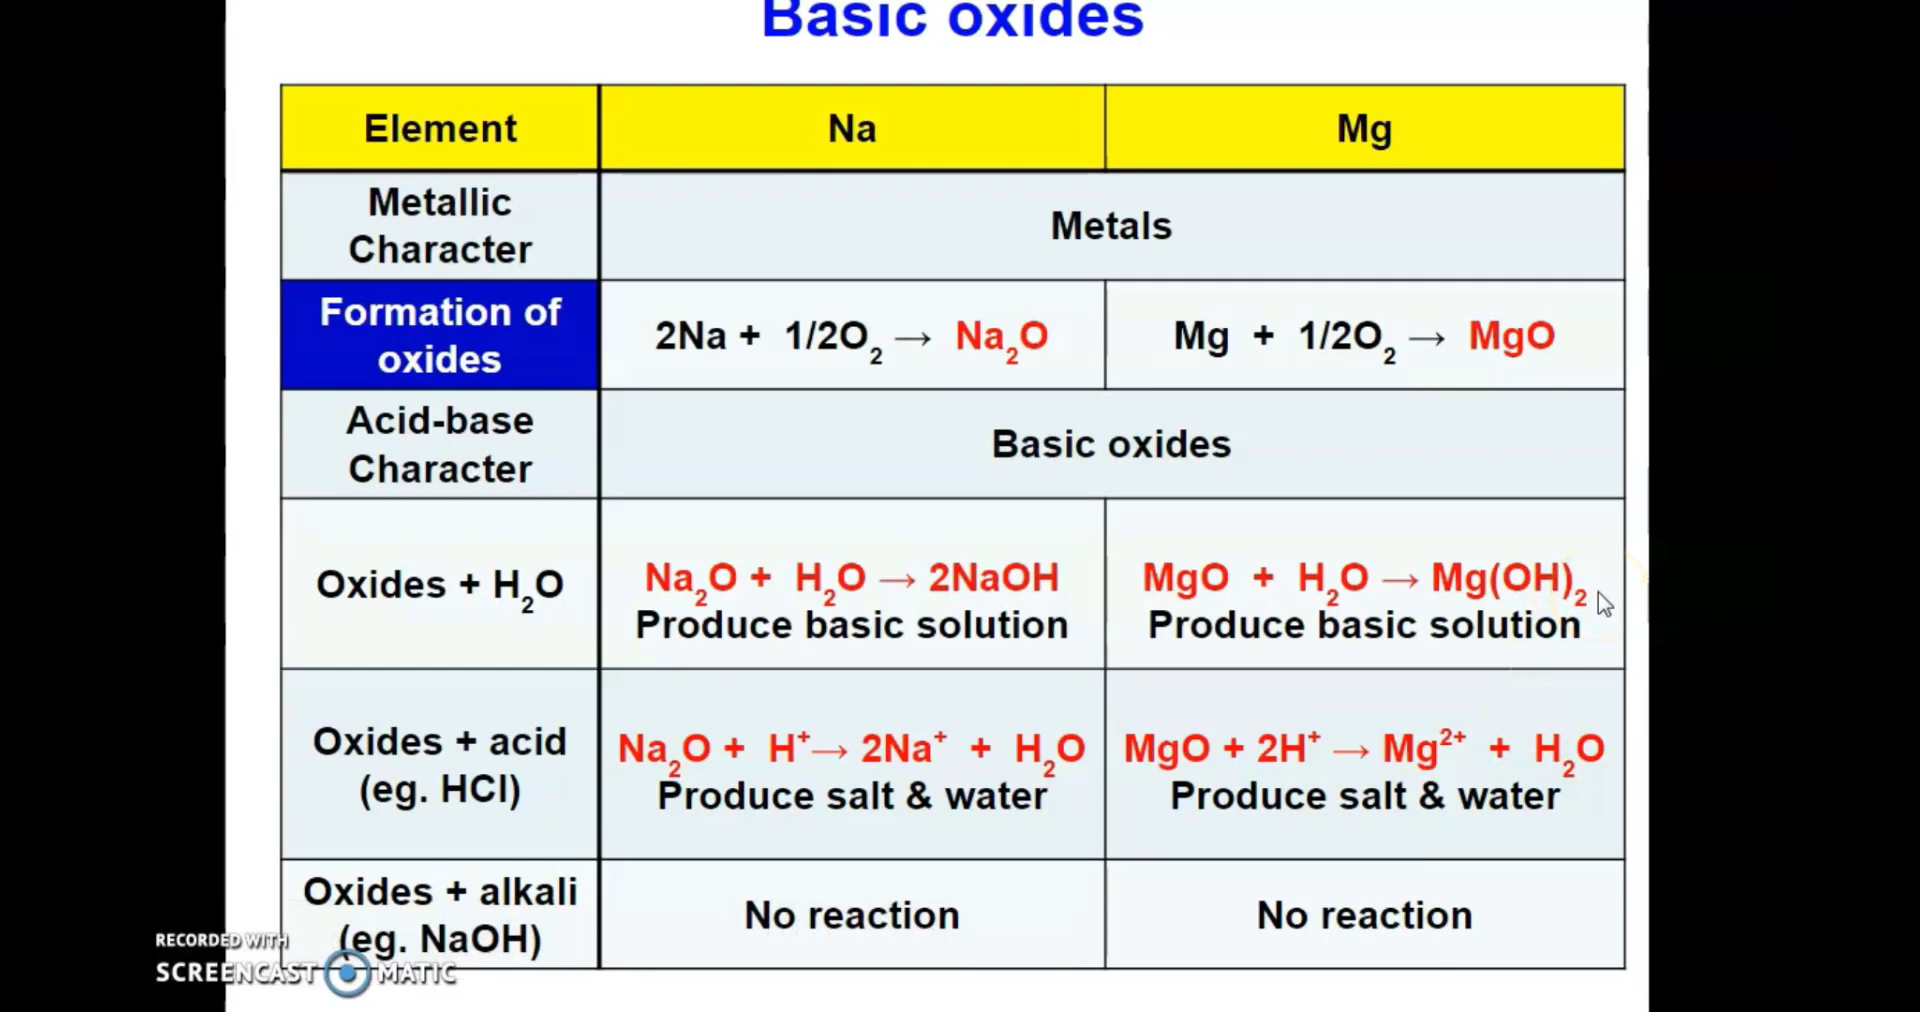 Basic oxides
Element
Na
Mg
Metallic
Character
Metals
Formation of
oxides
2Na + 1/2O₂ → Na₂O
Mg + 1/2O₂ → MgO
Acid-base
Character
Basic oxides
Oxides + H₂O
Na₂O + H₂O → 2NaOH
Produce basic solution
MgO + H₂O → Mg(OH)₂
Produce basic solution
Oxides + acid
(eg. HCl)
Na₂O + H⁺→ 2Na⁺ + H₂O
Produce salt & water
MgO + 2H⁺ → Mg²⁺ + H₂O
Produce salt & water
Oxides + alkali
(eg. NaOH)
No reaction
No reaction
RECORDED WITH
SCREENCAST MATIC